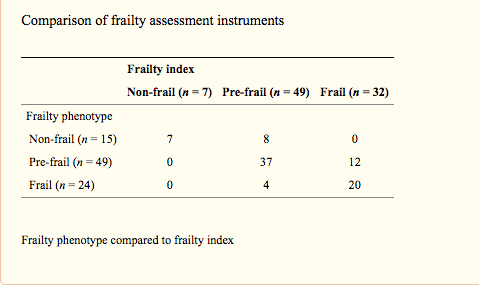 Comparison of frailty assessment instruments
Frailty index
Non-frail (n = 7) Pre-frail (n = 49) Frail (n = 32)
Frailty phenotype
Non-frail (n = 15) 7 8 0
Pre-frail (n = 49) 0 37 12
Frail (n = 24) 0 4 20
Frailty phenotype compared to frailty index